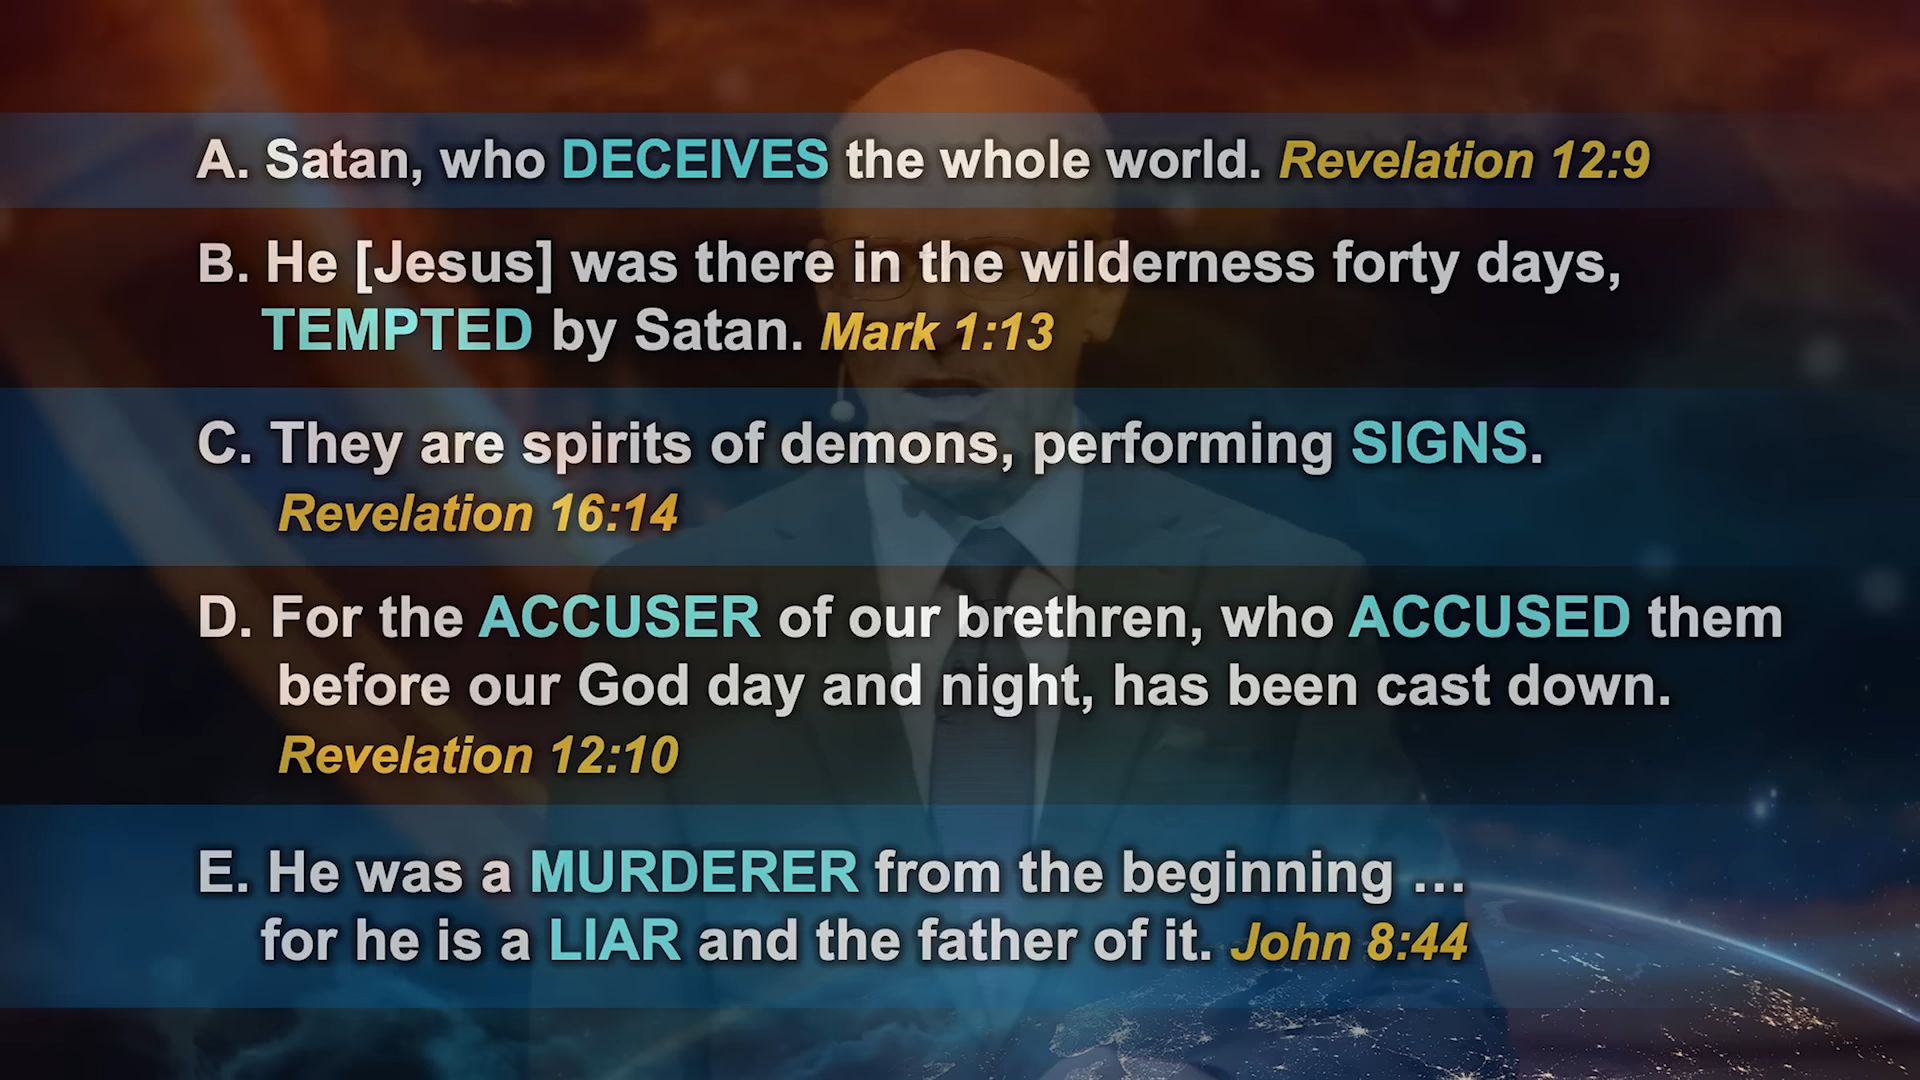 A. Satan, who DECEIVES the whole world. Revelation 12:9
B. He [Jesus] was there in the wilderness forty days,
TEMPTED by Satan. Mark 1:13
C. They are spirits of demons, performing SIGNS.
Revelation 16:14
D. For the ACCUSER of our brethren, who ACCUSED them
before our God day and night, has been cast down.
Revelation 12:10
E. He was a MURDERER from the beginning …
for he is a LIAR and the father of it. John 8:44